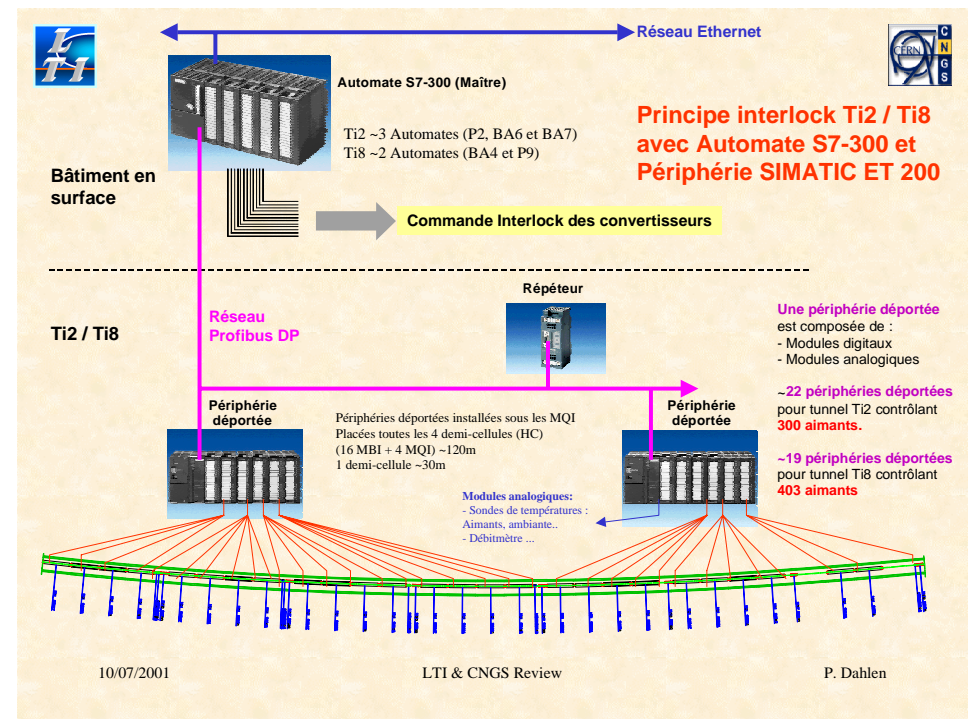 LTI
Réseau Ethernet
CERN
C
N
G
S
Automate S7-300 (Maître)
Principe interlock Ti2 / Ti8
avec Automate S7-300 et
Périphérie SIMATIC ET 200
Ti2 ~3 Automates (P2, BA6 et BA7)
Ti8 ~2 Automates (BA4 et P9)
Bâtiment en
surface
Commande Interlock des convertisseurs
Répéteur
Ti2 / Ti8
Réseau
Profibus DP
Une périphérie déportée
est composée de :
- Modules digitaux
- Modules analogiques
~22 périphéries déportées
pour tunnel Ti2 contrôlant
300 aimants.
~19 périphéries déportées
pour tunnel Ti8 contrôlant
403 aimants
Périphérie
déportée
Périphéries déportées installées sous les MQI
Placées toutes les 4 demi-cellules (HC)
(16 MBI + 4 MQI) ~120m
1 demi-cellule ~30m
Périphérie
déportée
Modules analogiques:
- Sondes de températures :
Aimants, ambiante..
- Débitmètre ...
10/07/2001
LTI & CNGS Review
P. Dahlen